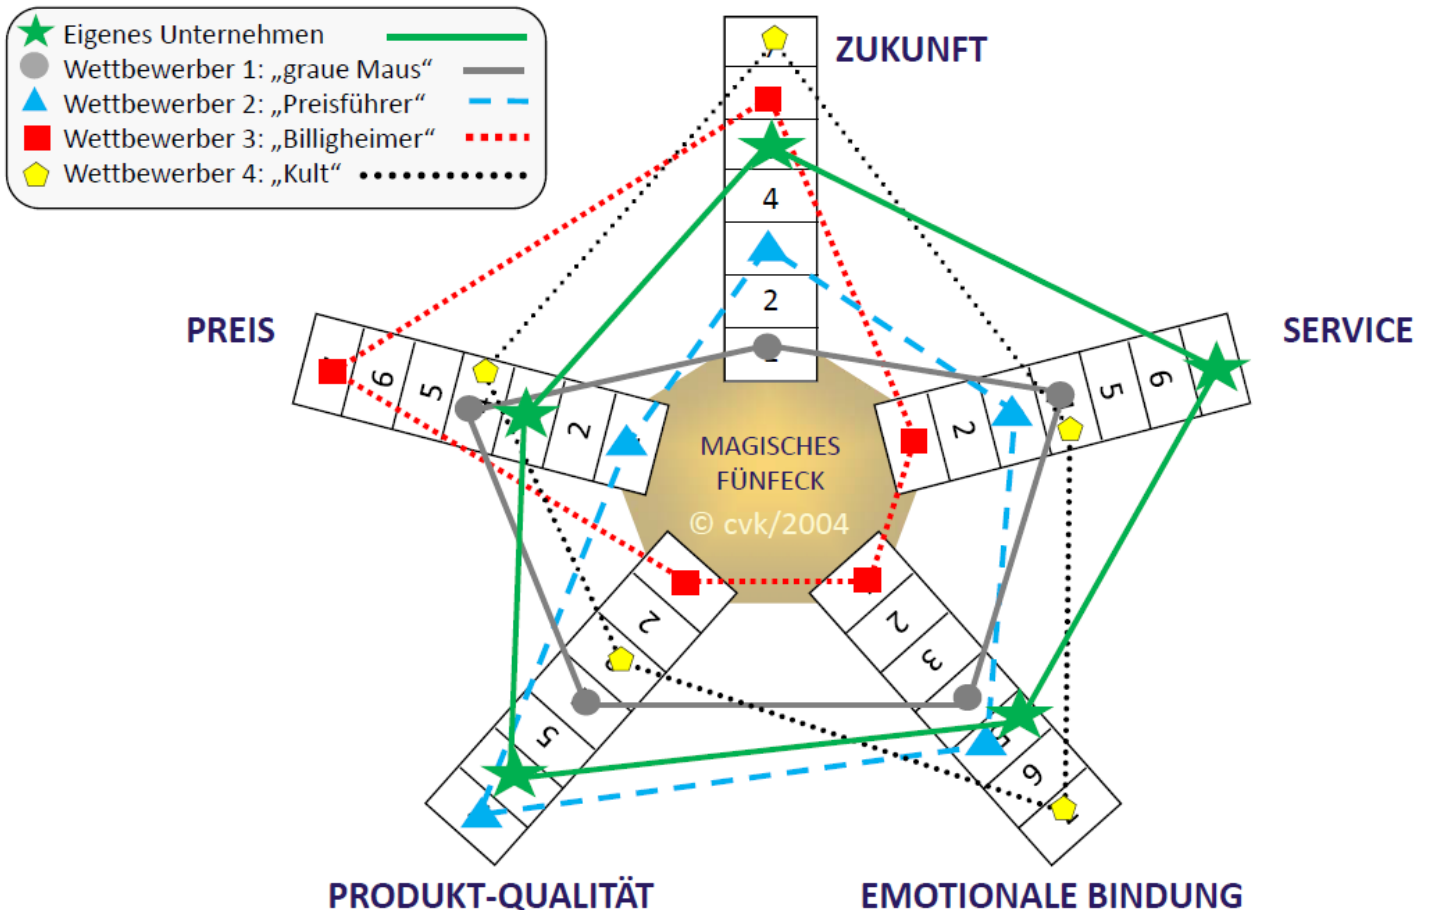 Eigenes Unternehmen
Wettbewerber 1: „graue Maus“
Wettbewerber 2: „Preisführer“
Wettbewerber 3: „Billigheimer“
Wettbewerber 4: „Kult“
ZUKUNFT
4
2
PREIS
6
5
2
SERVICE
2
5
6
MAGISCHES
FÜNFECK
© cvk/2004
2
5
2
3
5
6
PRODUKT-QUALITÄT
EMOTIONALE BINDUNG